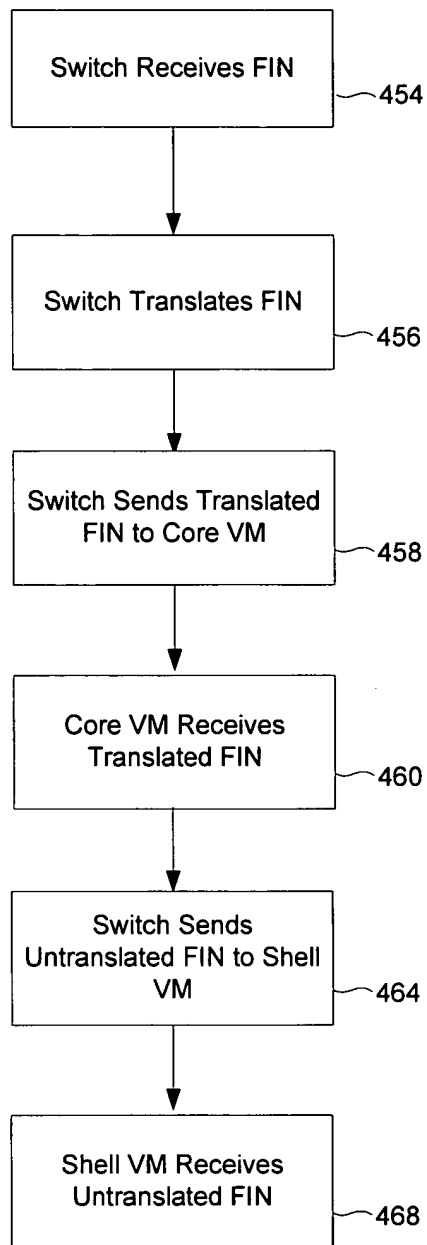 Switch Receives FIN
454
Switch Translates FIN
456
Switch Sends Translated
FIN to Core VM
458
Core VM Receives
Translated FIN
460
Switch Sends
Untranslated FIN to Shell
VM
464
Shell VM Receives
Untranslated FIN
468